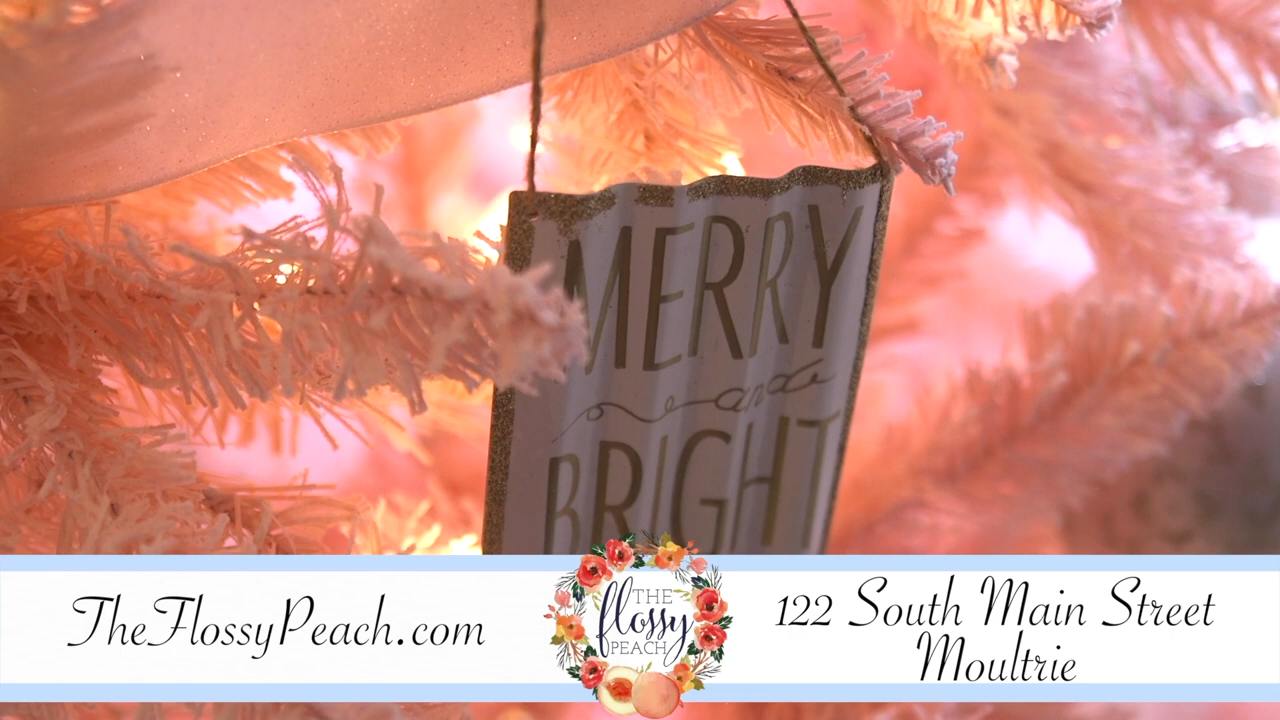 MERRY
and
BRIGHT
TheFlossyPeach.com
THE
flossy
PEACH
122 South Main Street
Moultrie